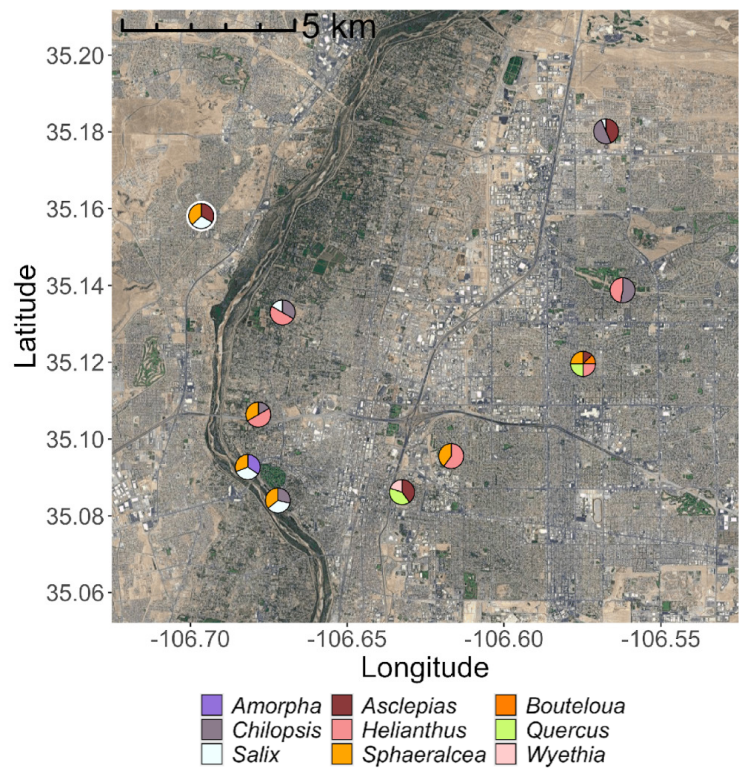 5 km
35.20
35.18
35.16
35.14
35.12
35.10
35.08
35.06
Latitude
-106.70 -106.65 -106.60 -106.55
Longitude
Amorpha Asclepias Bouteloua
Chilopsis Helianthus Quercus
Salix Sphaeralcea Wyethia